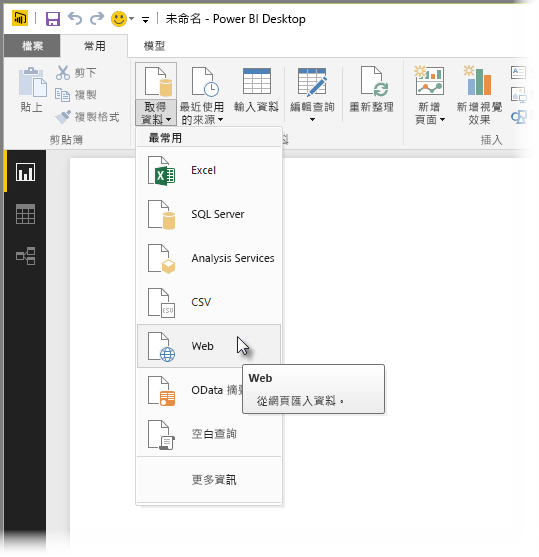 未命名 - Power BI Desktop
檔案
常用
模型
貼上
剪下
複製
複製格式
剪貼簿
取得
資料
最近使用
的來源
輸入資料
編輯查詢
重新整理
新增
頁面
新增視覺
效果
插入
最常用
Excel
SQL Server
Analysis Services
CSV
CSV
Web
Web
從網頁匯入資料。
OData 摘要
空白查詢
更多資訊